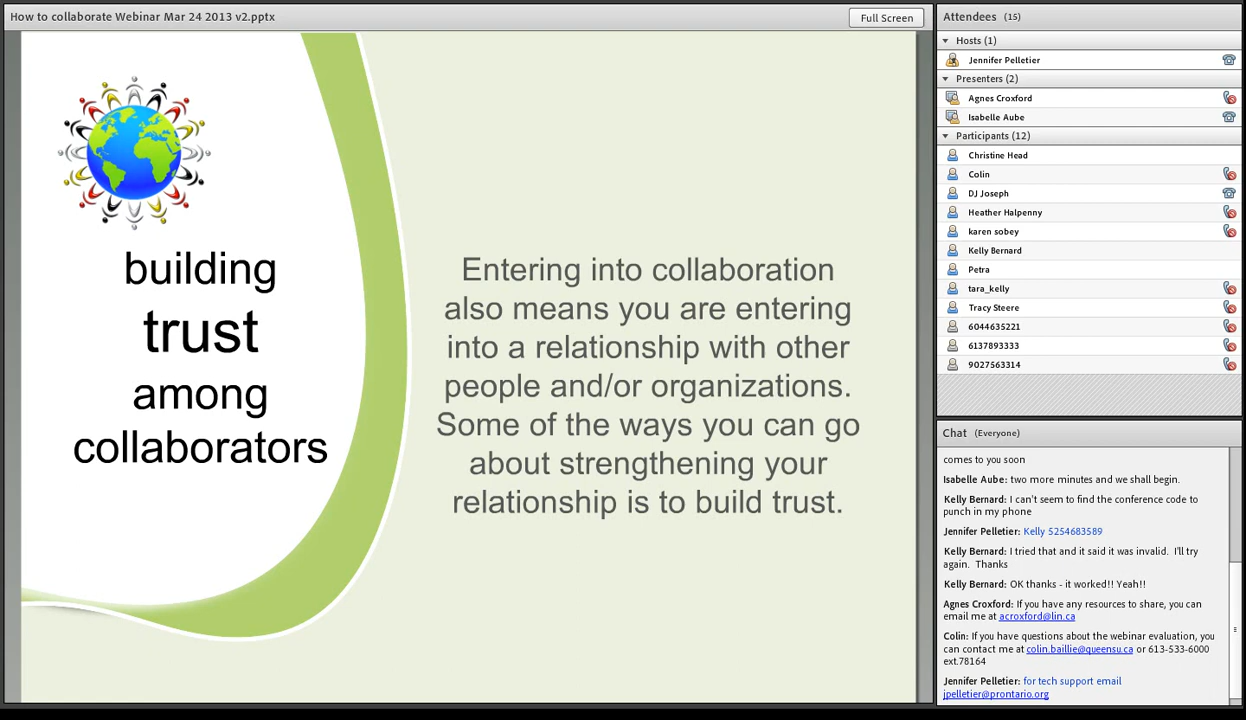 How to collaborate Webinar Mar 24 2013 v2.pptx
Full Screen
building
trust
among
collaborators
Entering into collaboration
also means you are entering
into a relationship with other
people and/or organizations.
Some of the ways you can go
about strengthening your
relationship is to build trust.
Attendees (15)
Hosts (1)
Jennifer Pelletier
Presenters (2)
Agnes Croxford
Isabelle Aube
Participants (12)
Christine Head
Colin
DJ Joseph
Heather Halpenny
karen sobey
Kelly Bernard
Petra
tara_kelly
Tracy Steere
6044635221
6137893333
9027563314
Chat (Everyone)
comes to you soon
Isabelle Aube: two more minutes and we shall begin.
Kelly Bernard: I can't seem to find the conference code to
punch in my phone
Jennifer Pelletier: Kelly 5254683589
Kelly Bernard: I tried that and it said it was invalid. I'll try
again. Thanks
Kelly Bernard: OK thanks - it worked!! Yeah!!
Agnes Croxford: If you have any resources to share, you can
email me at acroxford@lin.ca
Colin: If you have questions about the webinar evaluation, you
can contact me at colin.baillie@queensu.ca or 613-533-6000
ext.78164
Jennifer Pelletier: for tech support email
jpelletier@prontario.org